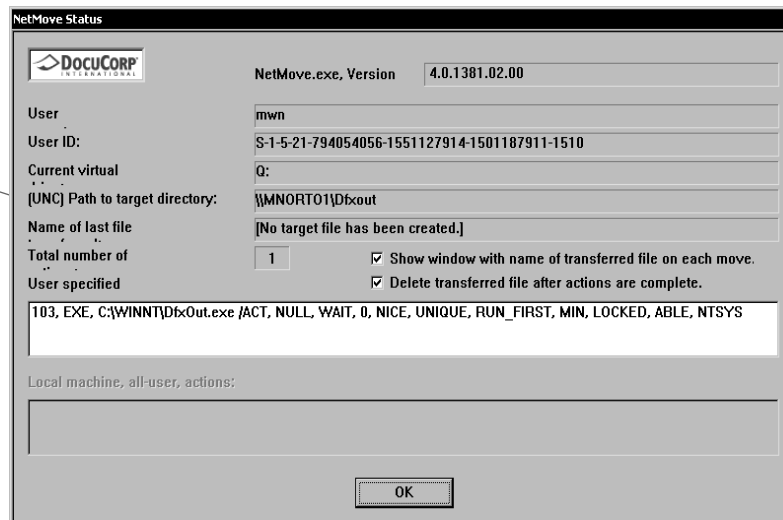 NetMove Status
DOCUCORP
INTERNATIONAL
NetMove.exe, Version 4.0.1381.02.00
User mwn
User ID: S-1-5-21-794054056-1551127914-1501187911-1510
Current virtual Q:
(UNC) Path to target directory: \\MNORTO1\Dfxout
Name of last file [No target file has been created.]
Total number of 1 Show window with name of transferred file on each move.
User specified Delete transferred file after actions are complete.
103, EXE, C:\WINNT\DfxOut.exe /ACT, NULL, WAIT, 0, NICE, UNIQUE, RUN_FIRST, MIN, LOCKED, ABLE, NTSYS
Local machine, all-user, actions:
OK